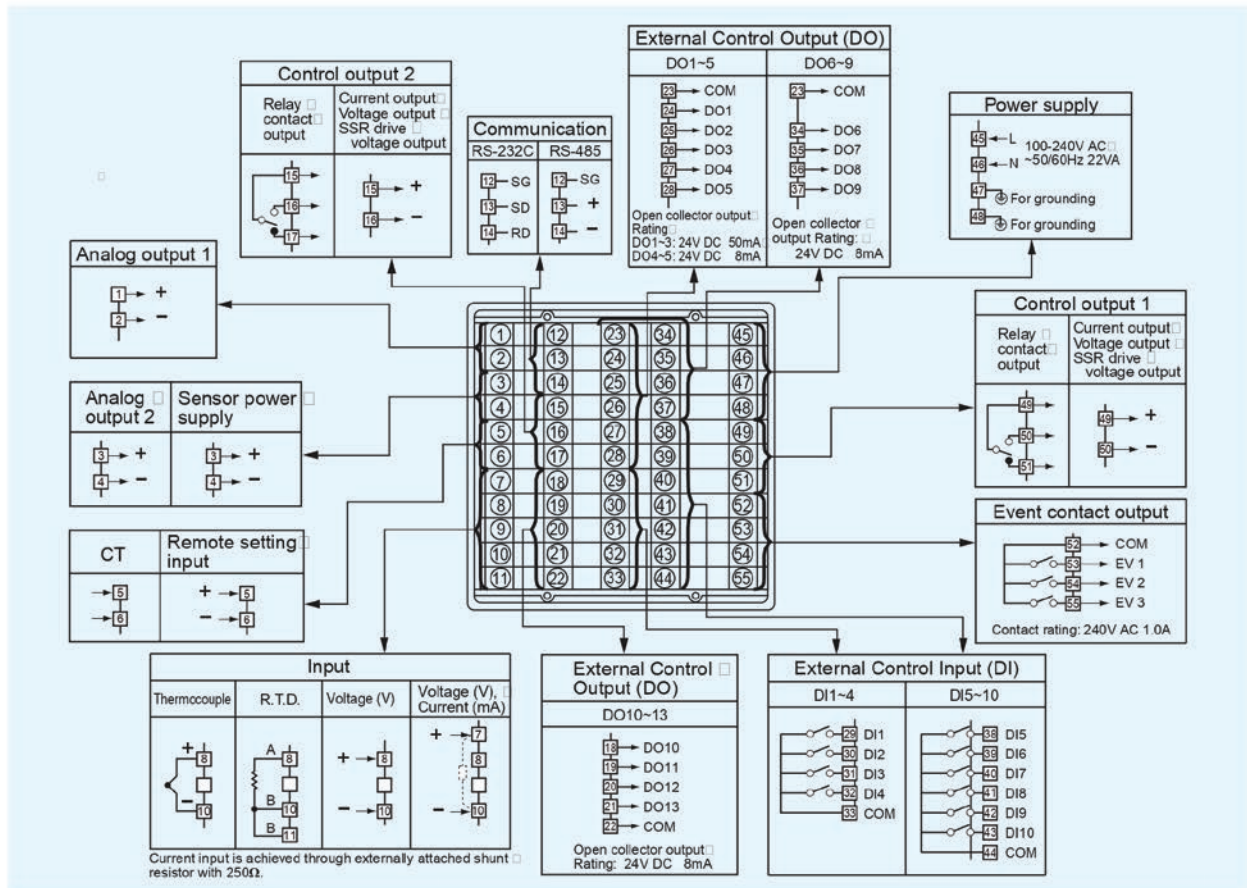 External Control Output (DO)
DO1~5
DO6~9
23 COM
24 DO1
25 DO2
26 DO3
27 DO4
28 DO5
Open collector output
Rating
DO1~3: 24V DC 50mA
DO4~5: 24V DC 8mA
23 COM
34 DO6
35 DO7
36 DO8
37 DO9
Open collector
output Rating:
24V DC 8mA
Control output 2
Relay
contact
output
15
16
17
Current output
Voltage output
SSR drive
voltage output
15 +
16 −
Communication
RS-232C
RS-485
12 SG
13 SD
14 RD
12 SG
13 +
14 −
Power supply
45 L
46 N
100-240V AC
~50/60Hz 22VA
47 For grounding
48 For grounding
Analog output 1
1 +
2 −
Control output 1
Relay
contact
output
49
50
51
Current output
Voltage output
SSR drive
voltage output
49 +
50 −
1 12 23 34 45
2 13 24 35 46
3 14 25 36 47
4 15 26 37 48
5 16 27 38 49
6 17 28 39 50
7 18 29 40 51
8 19 30 41 52
9 20 31 42 53
10 21 32 43 54
11 22 33 44 55
Analog
output 2
3 +
4 −
Sensor power
supply
3 +
4 −
CT
5
6
Remote setting
input
+ 5
− 6
Event contact output
52 COM
53 EV 1
54 EV 2
55 EV 3
Contact rating: 240V AC 1.0A
Input
Thermocouple
+ 8
− 10
R.T.D.
A 8
B 10
B 11
Voltage (V)
+ 8
− 10
Voltage (V),
Current (mA)
+ 7
8
− 10
Current input is achieved through externally attached shunt
resistor with 250Ω.
External Control
Output (DO)
DO10~13
18 DO10
19 DO11
20 DO12
21 DO13
22 COM
Open collector output
Rating: 24V DC 8mA
External Control Input (DI)
DI1~4
29 DI1
30 DI2
31 DI3
32 DI4
33 COM
DI5~10
38 DI5
39 DI6
40 DI7
41 DI8
42 DI9
43 DI10
44 COM